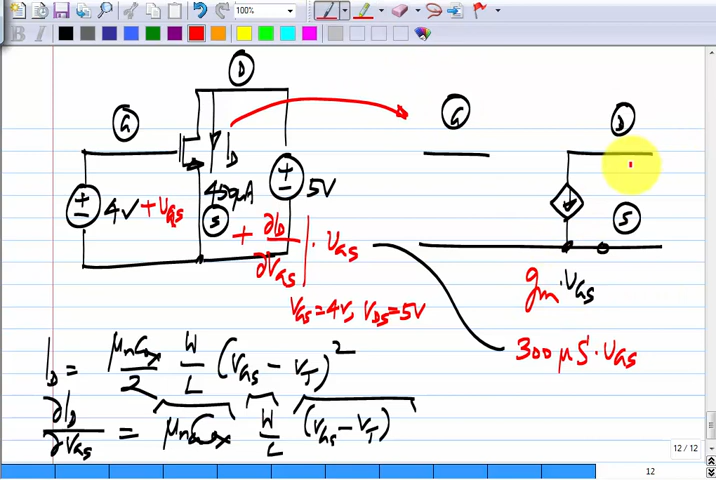 100%
B I
D
G
G
D
I_D
4V + v_gs
450μA
5V
S
S
+ ∂I_D/∂V_GS | · v_gs
V_GS = 4V, V_DS = 5V
g_m · v_gs
300 μS · v_gs
I_D = μnCox/2 W/L (V_GS − V_T)^2
∂I_D/∂V_GS = μnCox W/L (V_GS − V_T)
12 / 12
12